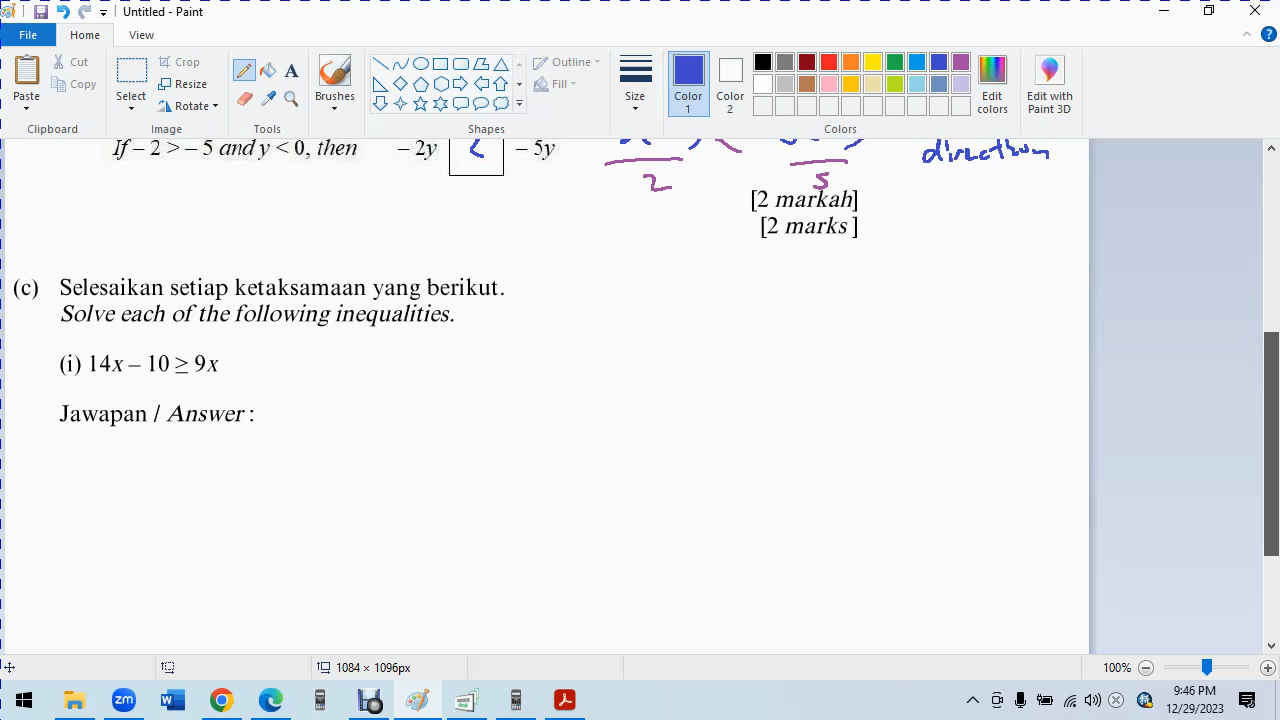 Untitled - Paint
File Home View
Paste Cut Copy Clipboard
Select Crop Resize Rotate Image
Tools
Brushes
Outline Fill Shapes
Size
Color 1 Color 2 Edit colors Colors
Edit with Paint 3D
If – 2 > – 5 and y < 0, then – 2y < – 5y
direction
2 5
[2 markah]
[2 marks ]
(c) Selesaikan setiap ketaksamaan yang berikut.
Solve each of the following inequalities.
(i) 14x – 10 ≥ 9x
Jawapan / Answer :
1084 × 1096px 100%
zm
9:46 PM
12/29/2023